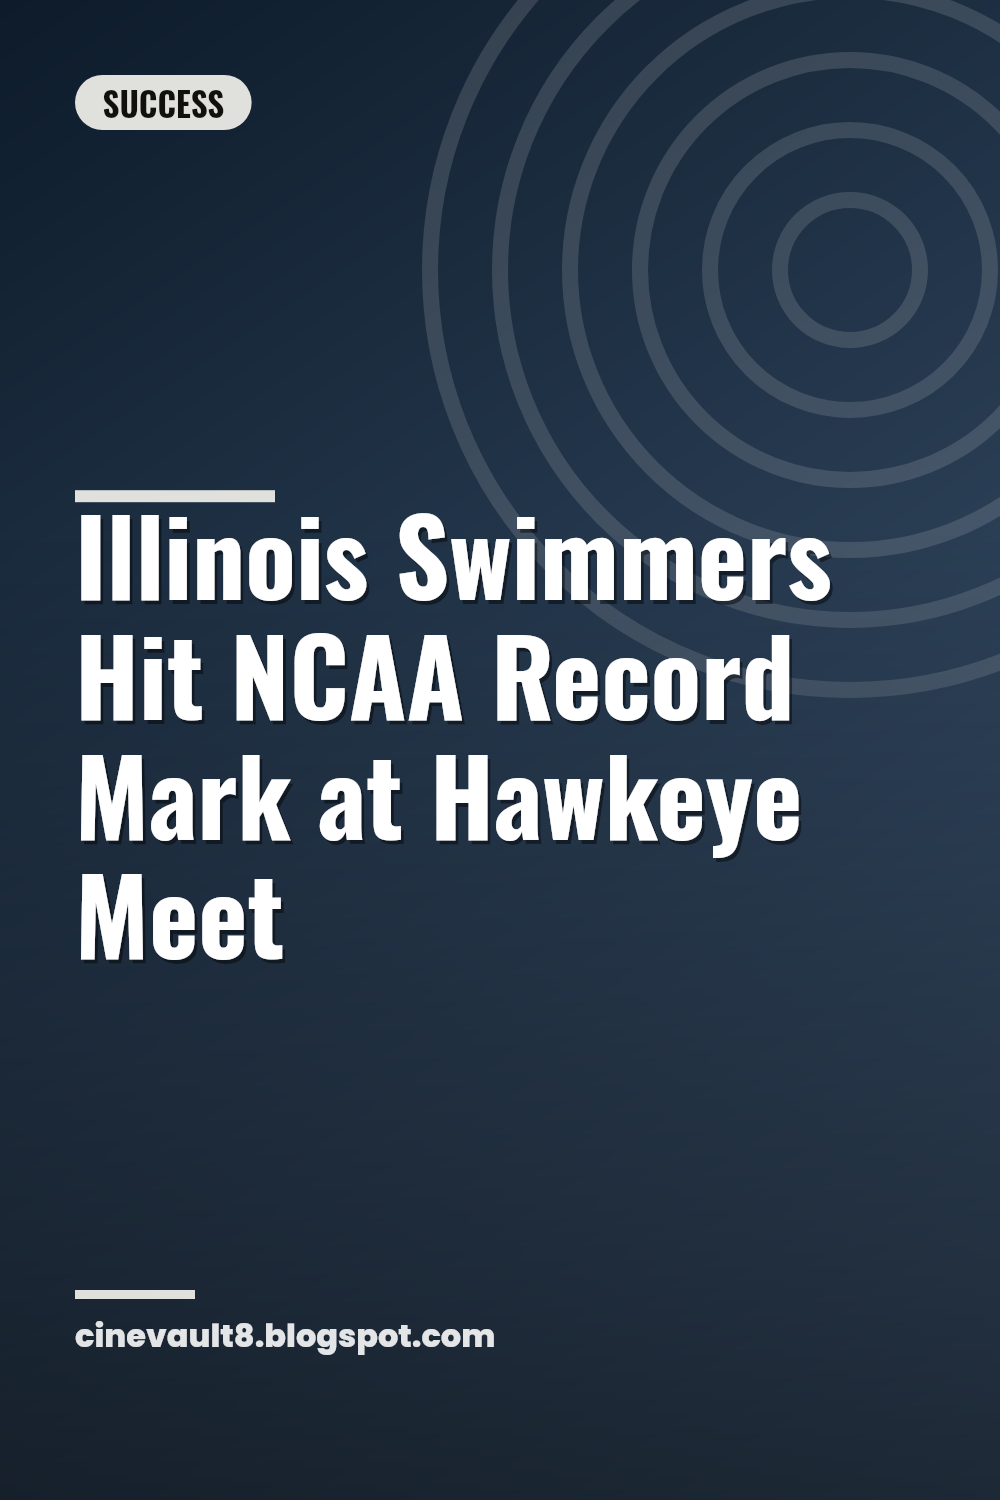 SUCCESS
Illinois Swimmers
Hit NCAA Record
Mark at Hawkeye
Meet
cinevault8.blogspot.com